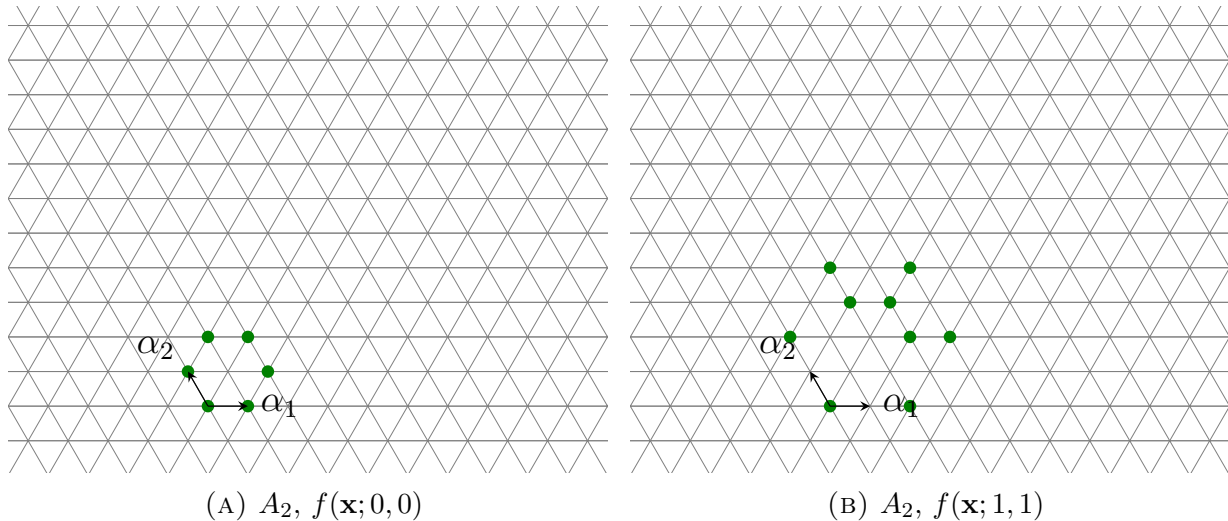 α₂
α₁
α₂
α₁
(A) A₂, f(x; 0, 0)
(B) A₂, f(x; 1, 1)